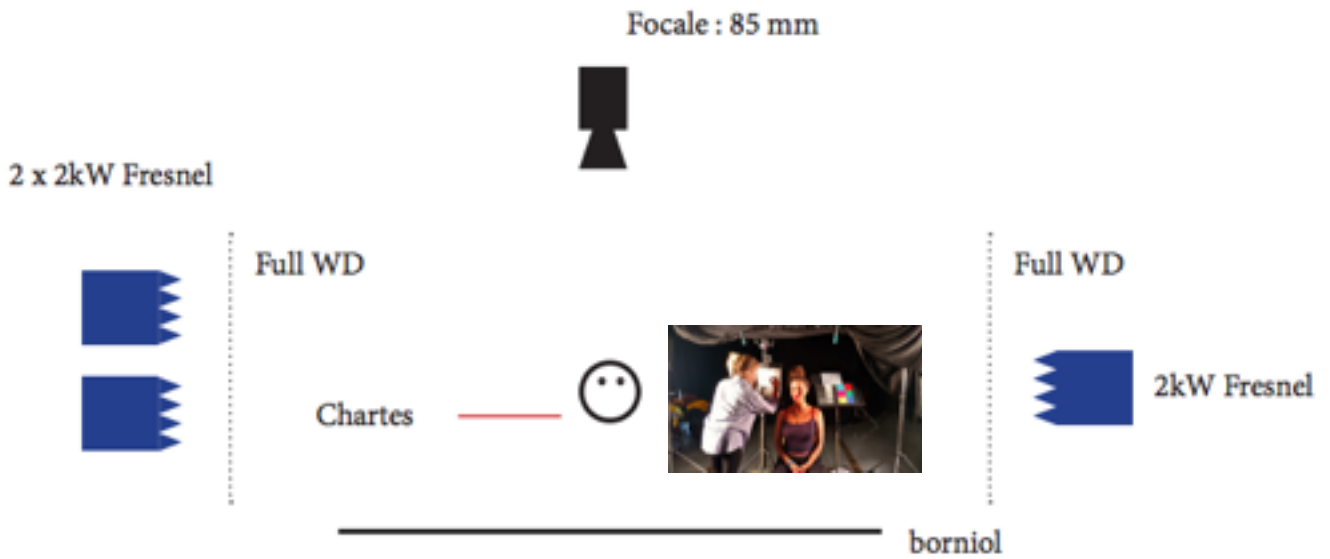 Focale : 85 mm
2 x 2kW Fresnel
Full WD
Full WD
Chartes
2kW Fresnel
borniol